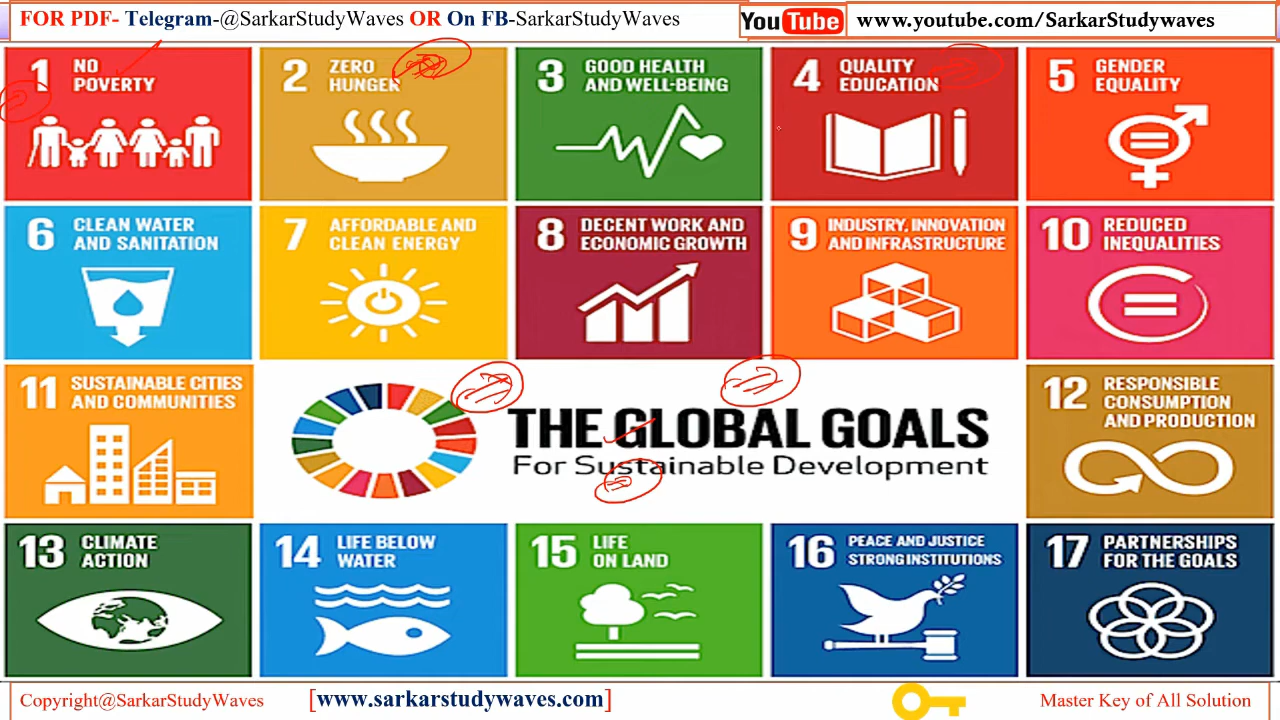 FOR PDF- Telegram-@SarkarStudyWaves OR On FB-SarkarStudyWaves
YouTube
www.youtube.com/SarkarStudywaves
1 NO
POVERTY
2 ZERO
HUNGER
3 GOOD HEALTH
AND WELL-BEING
4 QUALITY
EDUCATION
5 GENDER
EQUALITY
6 CLEAN WATER
AND SANITATION
7 AFFORDABLE AND
CLEAN ENERGY
8 DECENT WORK AND
ECONOMIC GROWTH
9 INDUSTRY, INNOVATION
AND INFRASTRUCTURE
10 REDUCED
INEQUALITIES
11 SUSTAINABLE CITIES
AND COMMUNITIES
THE GLOBAL GOALS
For Sustainable Development
12 RESPONSIBLE
CONSUMPTION
AND PRODUCTION
13 CLIMATE
ACTION
14 LIFE BELOW
WATER
15 LIFE
ON LAND
16 PEACE AND JUSTICE
STRONG INSTITUTIONS
17 PARTNERSHIPS
FOR THE GOALS
Copyright@SarkarStudyWaves
[www.sarkarstudywaves.com]
Master Key of All Solution